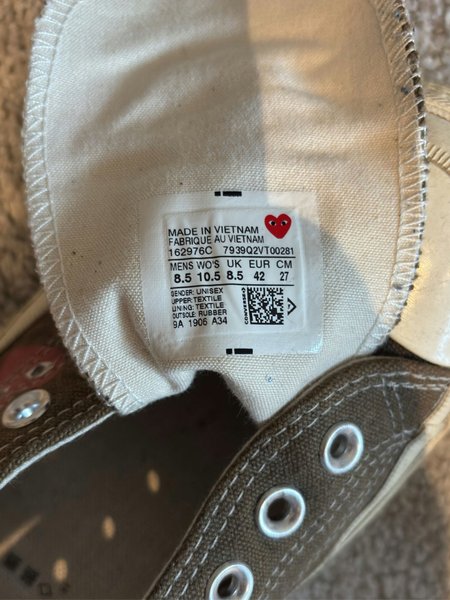 MADE IN VIETNAM
FABRIQUE AU VIETNAM
162976C 7939Q2VT00281
MENS WO'S UK EUR CM
8.5 10.5 8.5 42 27
GENDER: UNISEX
UPPER: TEXTILE
LINING: TEXTILE
OUTSOLE: RUBBER
9A 1906 A34
CONVERSE